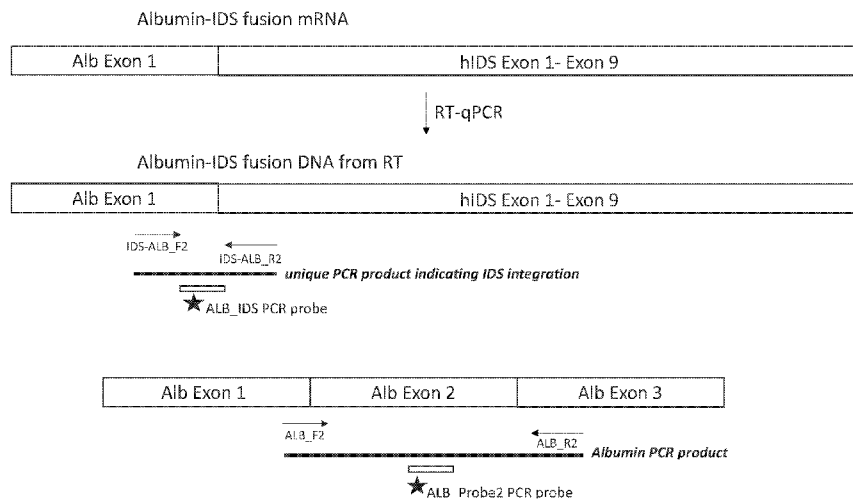 Albumin-IDS fusion mRNA
Alb Exon 1
hIDS Exon 1- Exon 9
RT-qPCR
Albumin-IDS fusion DNA from RT
Alb Exon 1
hIDS Exon 1- Exon 9
IDS-ALB_F2
IDS-ALB_R2
unique PCR product indicating IDS integration
ALB_IDS PCR probe
Alb Exon 1
Alb Exon 2
Alb Exon 3
ALB_F2
ALB_R2
Albumin PCR product
ALB_Probe2 PCR probe